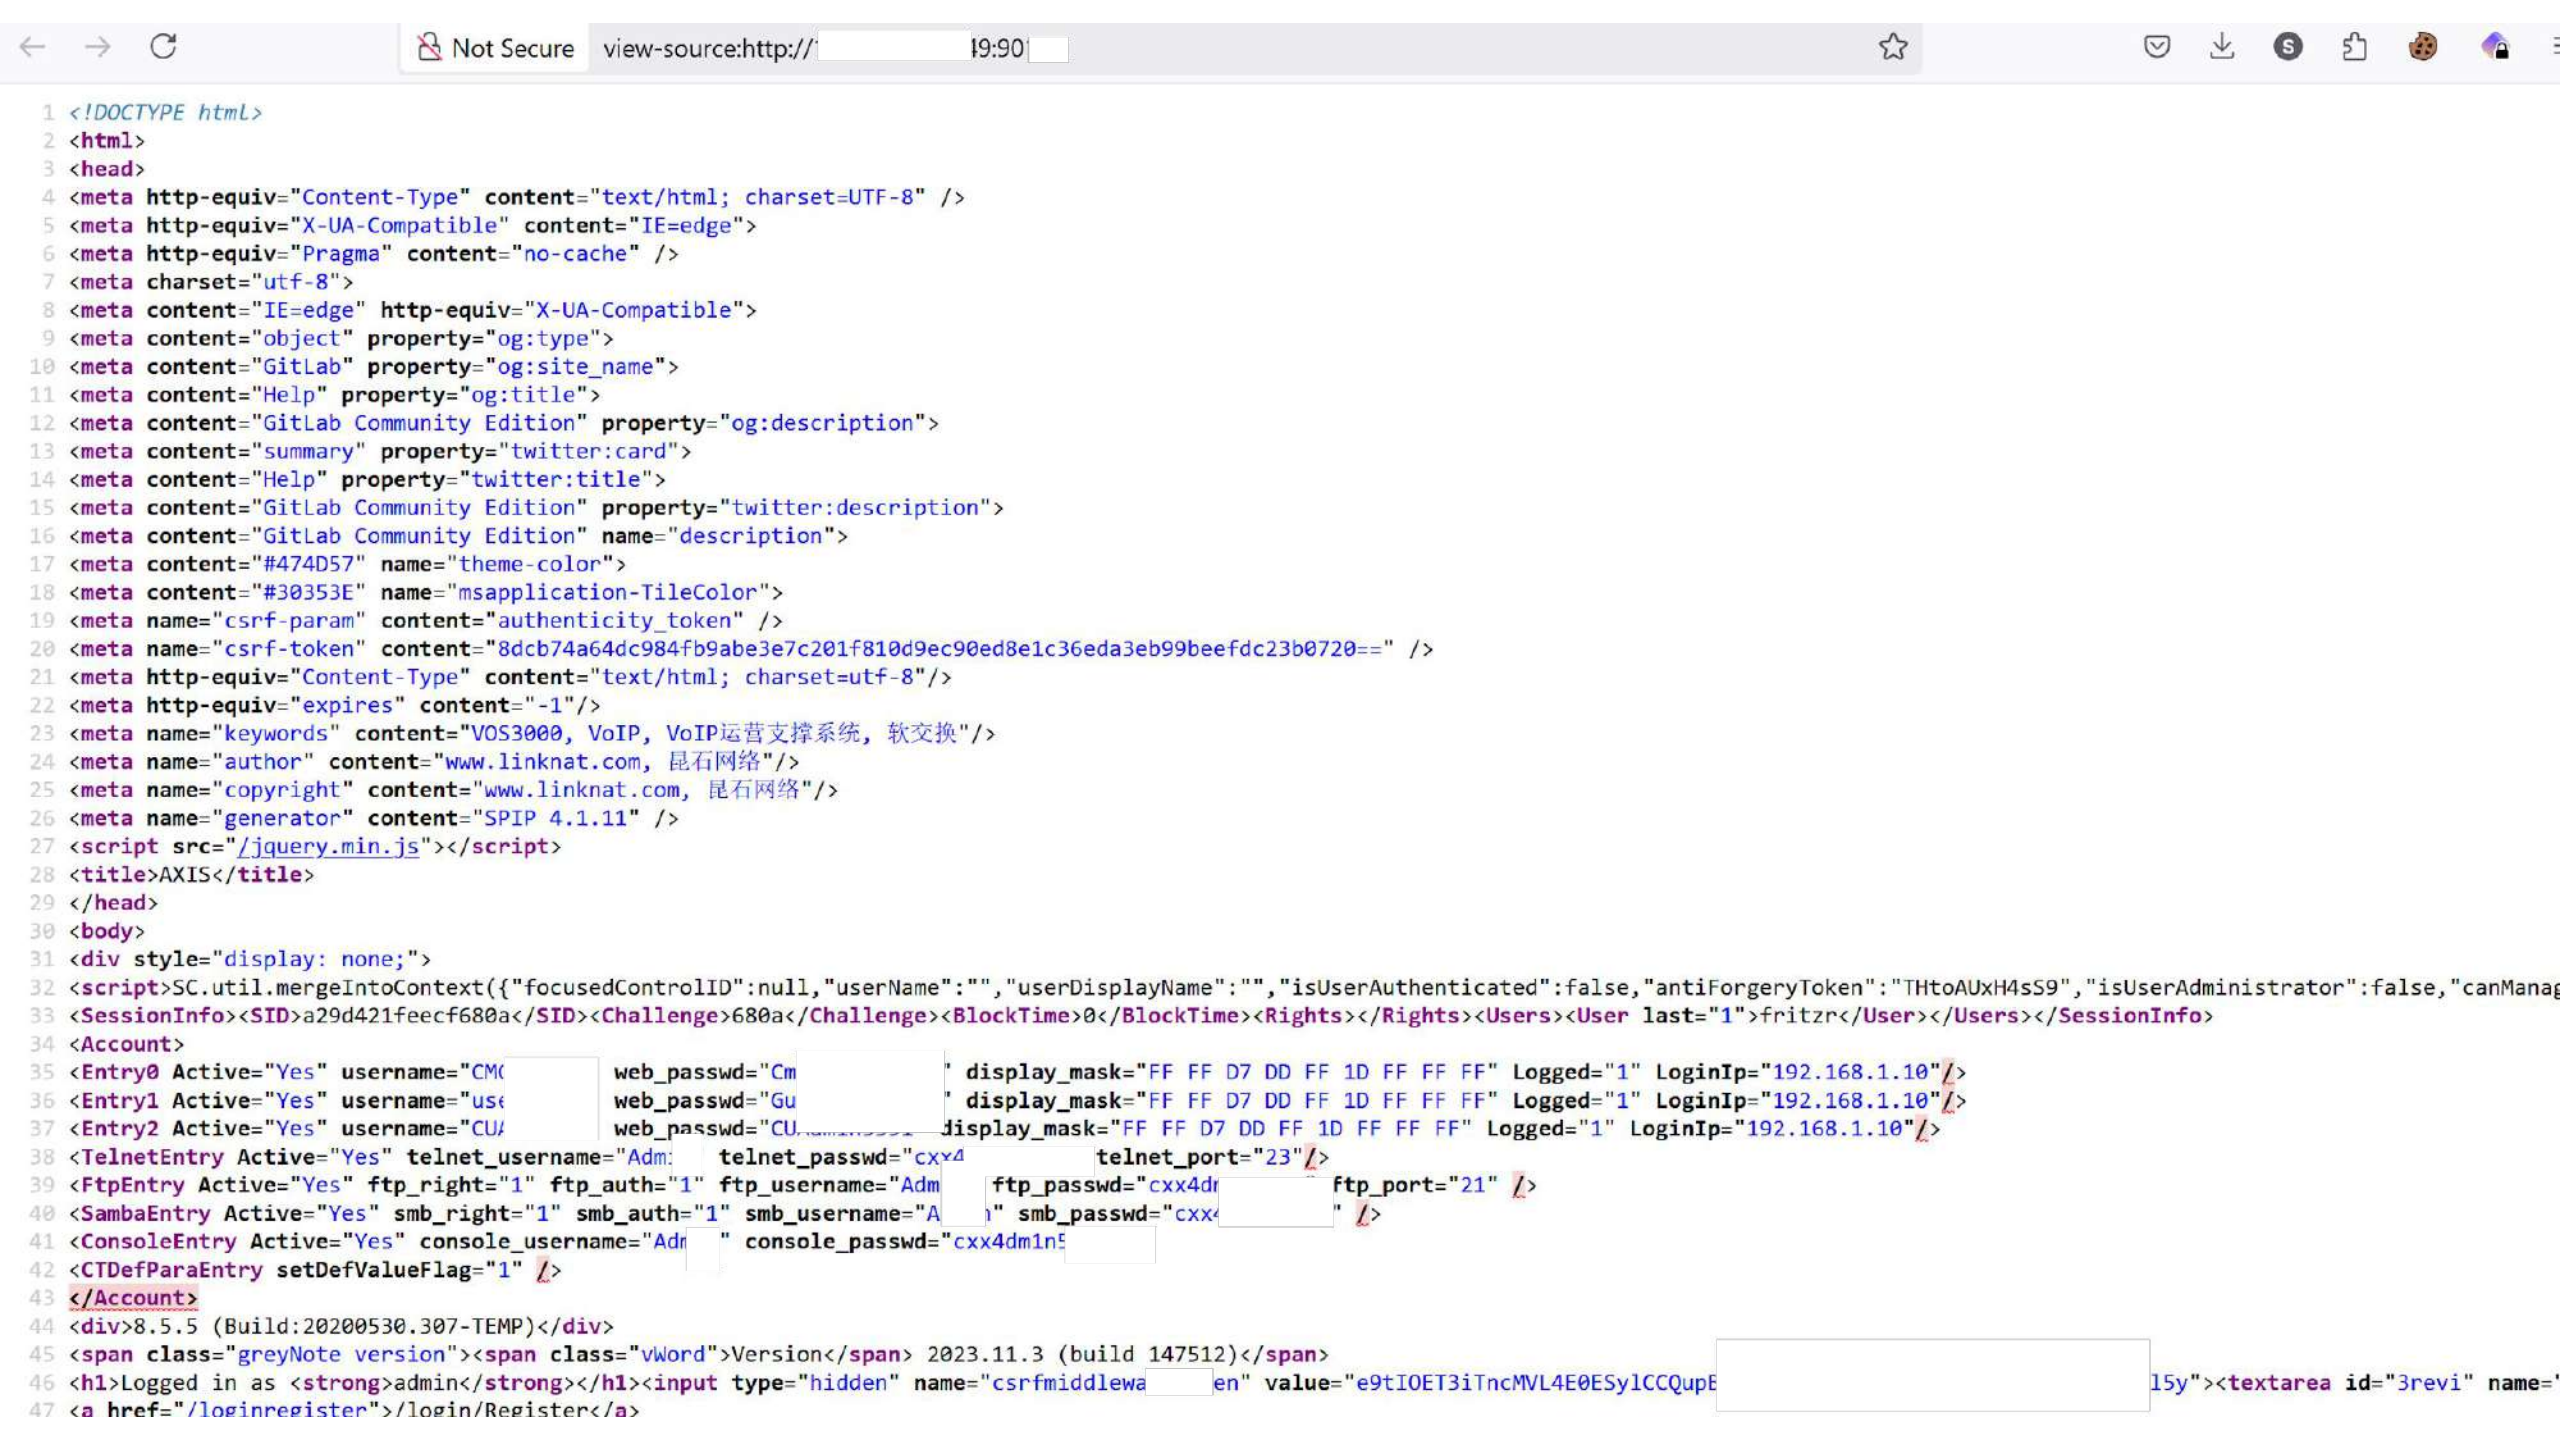 Not Secure view-source:http:// 49:90
1 <!DOCTYPE html>
2 <html>
3 <head>
4 <meta http-equiv="Content-Type" content="text/html; charset=UTF-8" />
5 <meta http-equiv="X-UA-Compatible" content="IE=edge">
6 <meta http-equiv="Pragma" content="no-cache" />
7 <meta charset="utf-8">
8 <meta content="IE=edge" http-equiv="X-UA-Compatible">
9 <meta content="object" property="og:type">
10 <meta content="GitLab" property="og:site_name">
11 <meta content="Help" property="og:title">
12 <meta content="GitLab Community Edition" property="og:description">
13 <meta content="summary" property="twitter:card">
14 <meta content="Help" property="twitter:title">
15 <meta content="GitLab Community Edition" property="twitter:description">
16 <meta content="GitLab Community Edition" name="description">
17 <meta content="#474D57" name="theme-color">
18 <meta content="#30353E" name="msapplication-TileColor">
19 <meta name="csrf-param" content="authenticity_token" />
20 <meta name="csrf-token" content="8dcb74a64dc984fb9abe3e7c201f810d9ec90ed8e1c36eda3eb99beefdc23b0720==" />
21 <meta http-equiv="Content-Type" content="text/html; charset=utf-8"/>
22 <meta http-equiv="expires" content="-1"/>
23 <meta name="keywords" content="VOS3000, VoIP, VoIP运营支撑系统, 软交换"/>
24 <meta name="author" content="www.linknat.com, 昆石网络"/>
25 <meta name="copyright" content="www.linknat.com, 昆石网络"/>
26 <meta name="generator" content="SPIP 4.1.11" />
27 <script src="/jquery.min.js"></script>
28 <title>AXIS</title>
29 </head>
30 <body>
31 <div style="display: none;">
32 <script>SC.util.mergeIntoContext({"focusedControlID":null,"userName":"","userDisplayName":"","isUserAuthenticated":false,"antiForgeryToken":"THtoAUxH4sS9","isUserAdministrator":false,"canManag
33 <SessionInfo><SID>a29d421feecf680a</SID><Challenge>680a</Challenge><BlockTime>0</BlockTime><Rights></Rights><Users><User last="1">fritzr</User></Users></SessionInfo>
34 <Account>
35 <Entry0 Active="Yes" username="CM web_passwd="Cm " display_mask="FF FF D7 DD FF 1D FF FF FF" Logged="1" LoginIp="192.168.1.10"/>
36 <Entry1 Active="Yes" username="use web_passwd="Gu " display_mask="FF FF D7 DD FF 1D FF FF FF" Logged="1" LoginIp="192.168.1.10"/>
37 <Entry2 Active="Yes" username="CUA web_passwd="CU display_mask="FF FF D7 DD FF 1D FF FF FF" Logged="1" LoginIp="192.168.1.10"/>
38 <TelnetEntry Active="Yes" telnet_username="Adm telnet_passwd="cxx4 telnet_port="23"/>
39 <FtpEntry Active="Yes" ftp_right="1" ftp_auth="1" ftp_username="Adm ftp_passwd="cxx4d ftp_port="21" />
40 <SambaEntry Active="Yes" smb_right="1" smb_auth="1" smb_username="A n" smb_passwd="cxx4 " />
41 <ConsoleEntry Active="Yes" console_username="Adm " console_passwd="cxx4dm1n5
42 <CTDefParaEntry setDefValueFlag="1" />
43 </Account>
44 <div>8.5.5 (Build:20200530.307-TEMP)</div>
45 <span class="greyNote version"><span class="vWord">Version</span> 2023.11.3 (build 147512)</span>
46 <h1>Logged in as <strong>admin</strong></h1><input type="hidden" name="csrfmiddlewa en" value="e9tIOET3iTncMVL4E0ESylCCQup l5y"><textarea id="3revi" name="
47 <a href="/loginregister">/login/Register</a>